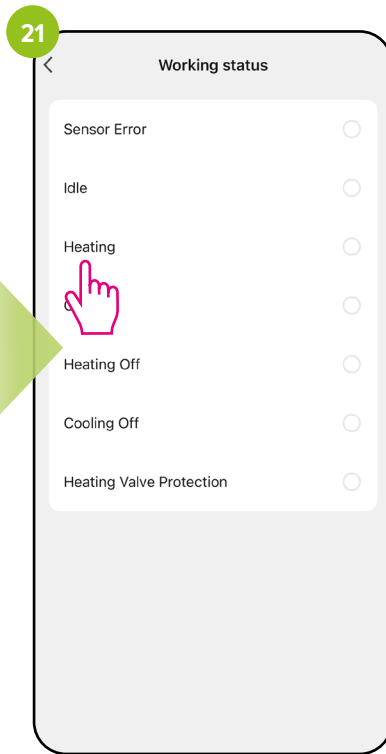 21
Working status
Sensor Error
Idle
Heating
Heating Off
Cooling Off
Heating Valve Protection